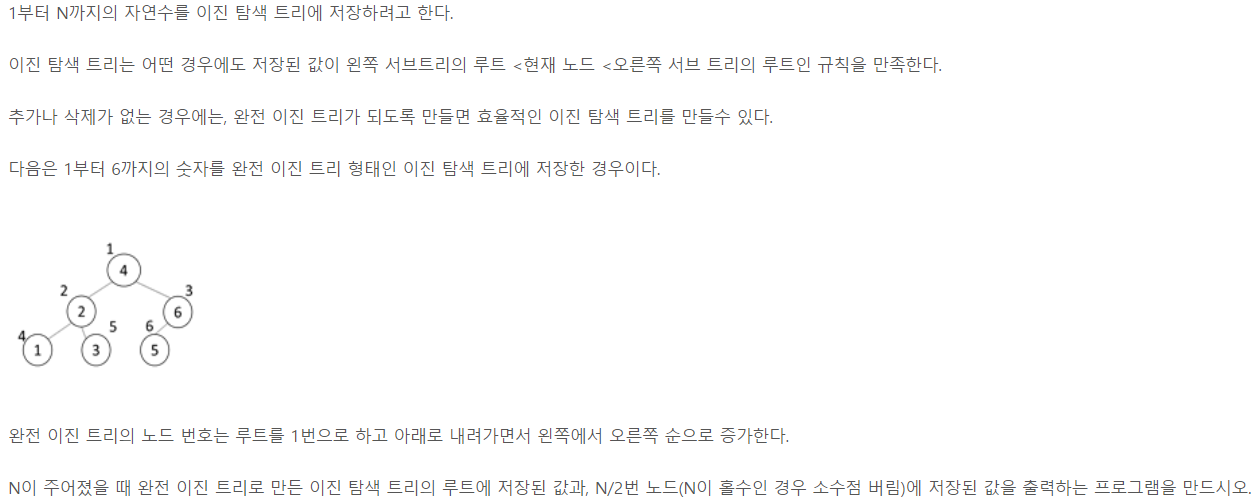 1부터 N까지의 자연수를 이진 탐색 트리에 저장하려고 한다.
이진 탐색 트리는 어떤 경우에도 저장된 값이 왼쪽 서브트리의 루트 <현재 노드 <오른쪽 서브 트리의 루트인 규칙을 만족한다.
추가나 삭제가 없는 경우에는, 완전 이진 트리가 되도록 만들면 효율적인 이진 탐색 트리를 만들수 있다.
다음은 1부터 6까지의 숫자를 완전 이진 트리 형태인 이진 탐색 트리에 저장한 경우이다.
1
4
2 3
2 6
4 5 6
1 3 5
완전 이진 트리의 노드 번호는 루트를 1번으로 하고 아래로 내려가면서 왼쪽에서 오른쪽 순으로 증가한다.
N이 주어졌을 때 완전 이진 트리로 만든 이진 탐색 트리의 루트에 저장된 값과, N/2번 노드(N이 홀수인 경우 소수점 버림)에 저장된 값을 출력하는 프로그램을 만드시오.